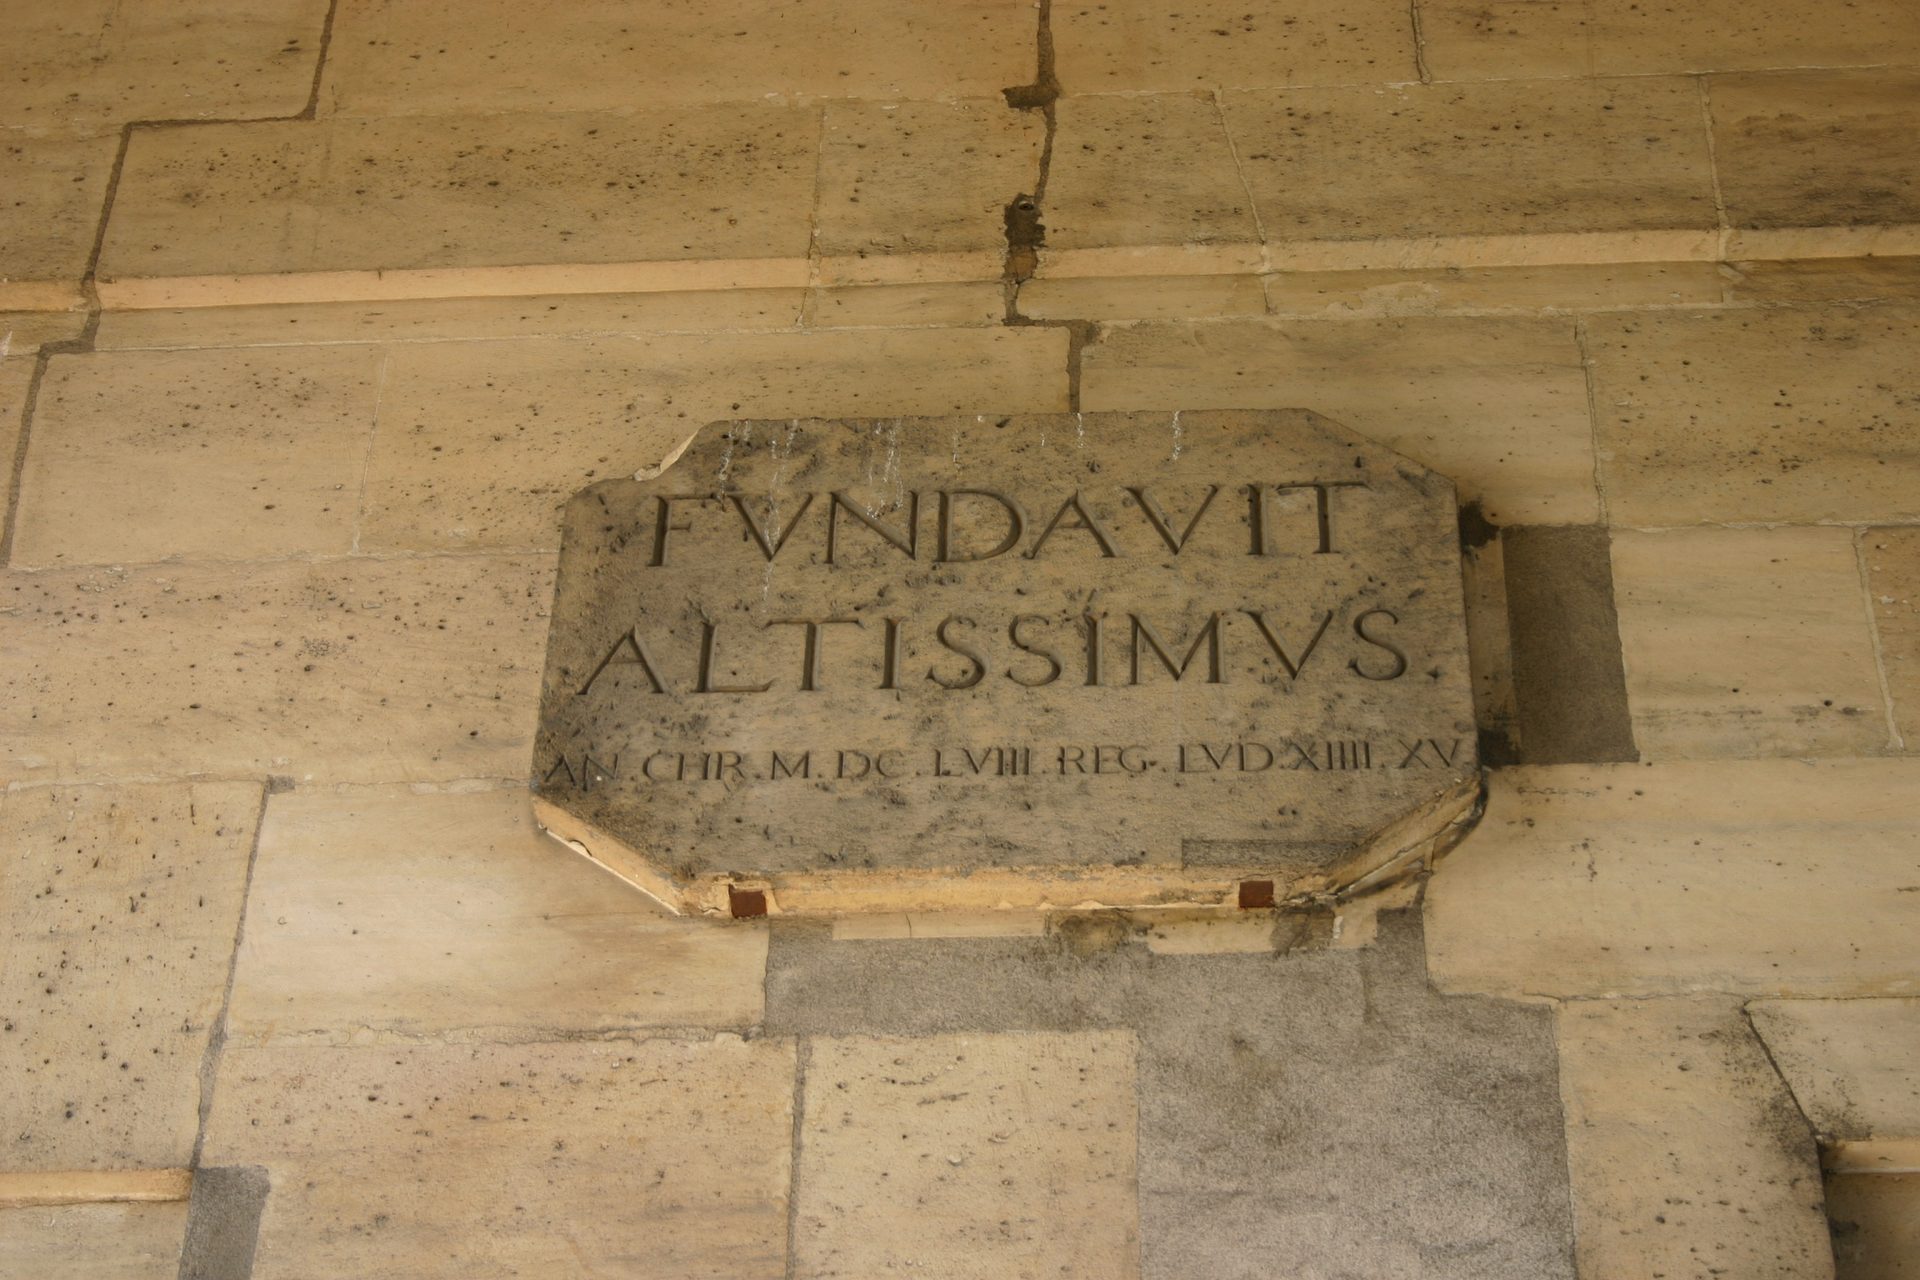 FVNDAVIT
ALTISSIMVS.
AN. CHR. M. DC. LVIII. REG. LVD XIIII. XV